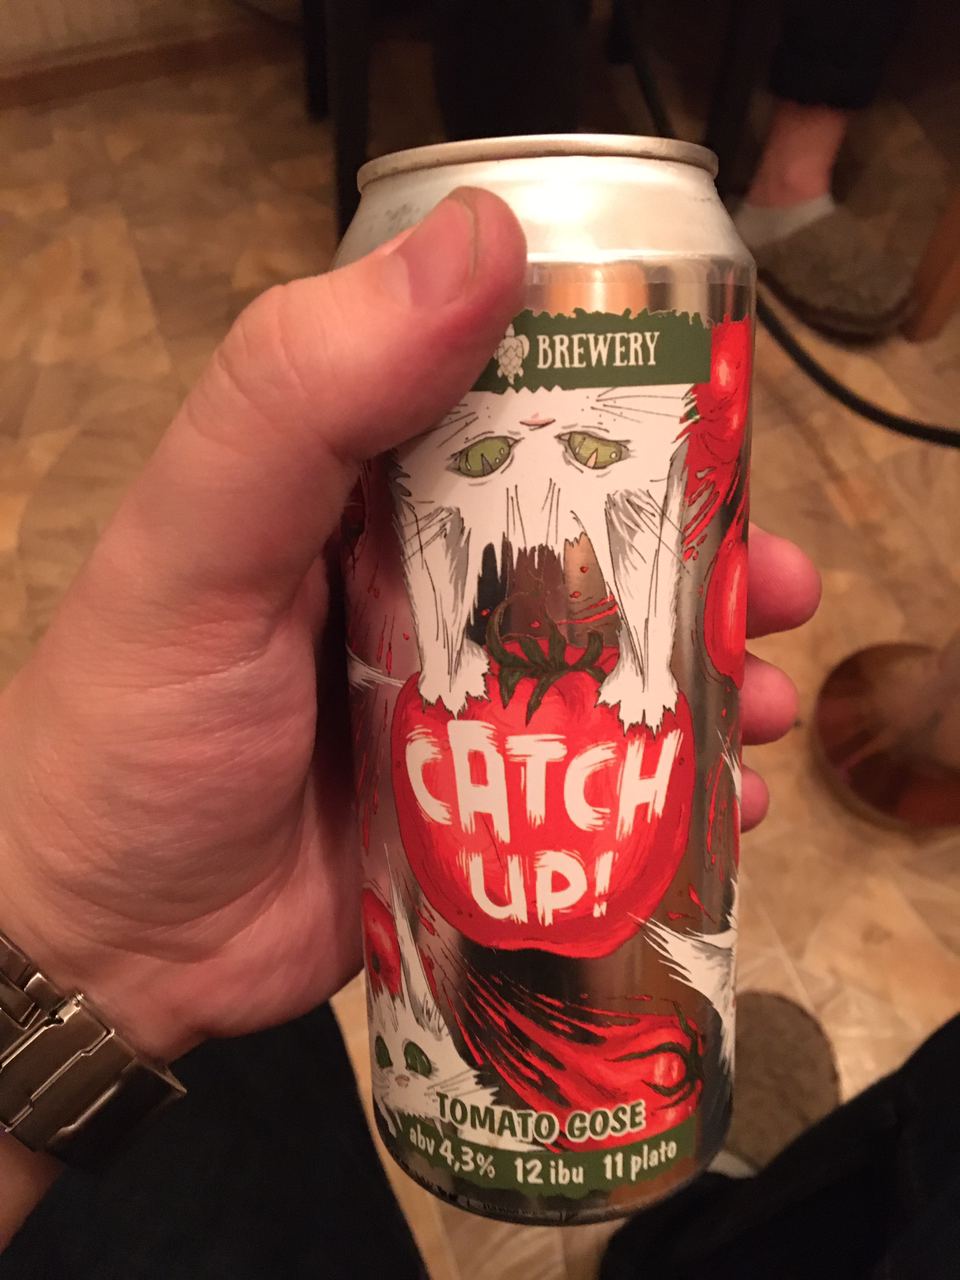 BREWERY
CATCH
UP!
TOMATO GOSE
abv 4,3% 12 ibu 11 plato